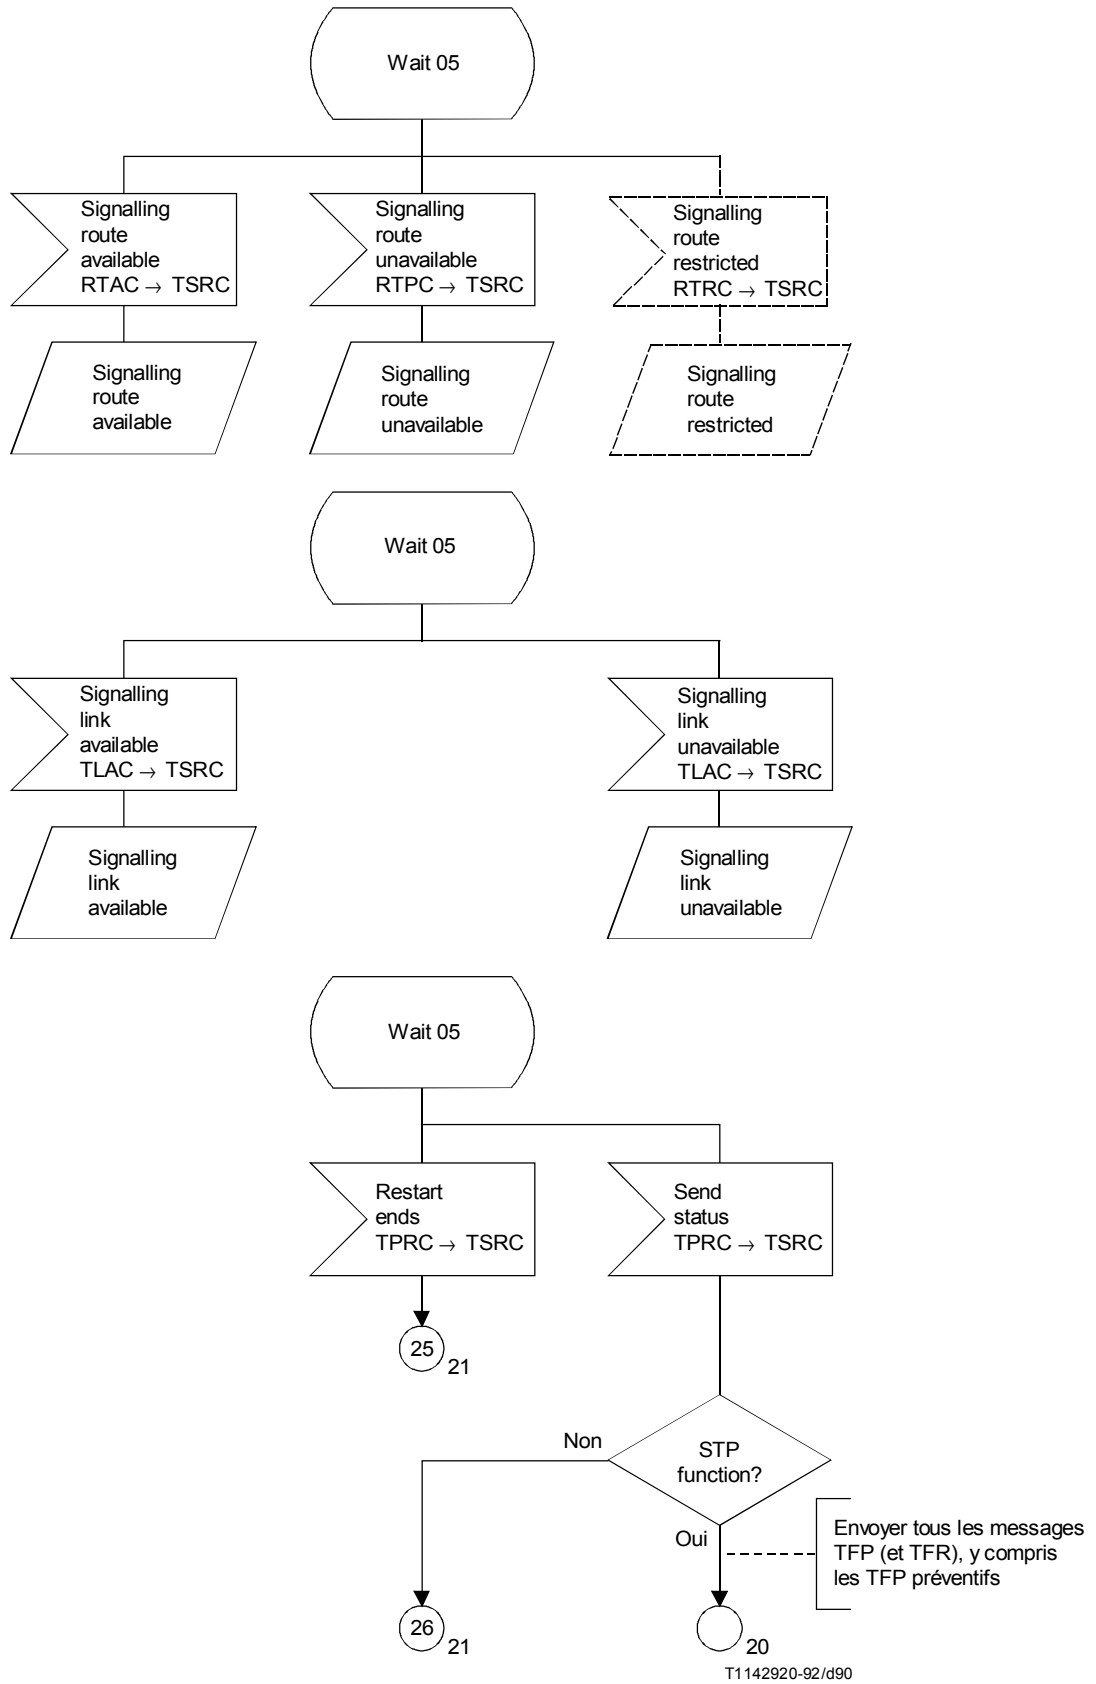 Wait 05
Signalling
route
available
RTAC → TSRC
Signalling
route
unavailable
RTPC → TSRC
Signalling
route
restricted
RTRC → TSRC
Signalling
route
available
Signalling
route
unavailable
Signalling
route
restricted
Wait 05
Signalling
link
available
TLAC → TSRC
Signalling
link
unavailable
TLAC → TSRC
Signalling
link
available
Signalling
link
unavailable
Wait 05
Restart
ends
TPRC → TSRC
Send
status
TPRC → TSRC
25
21
Non
STP
function?
Oui
Envoyer tous les messages
TFP (et TFR), y compris
les TFP préventifs
26
21
20
T1142920-92/d90